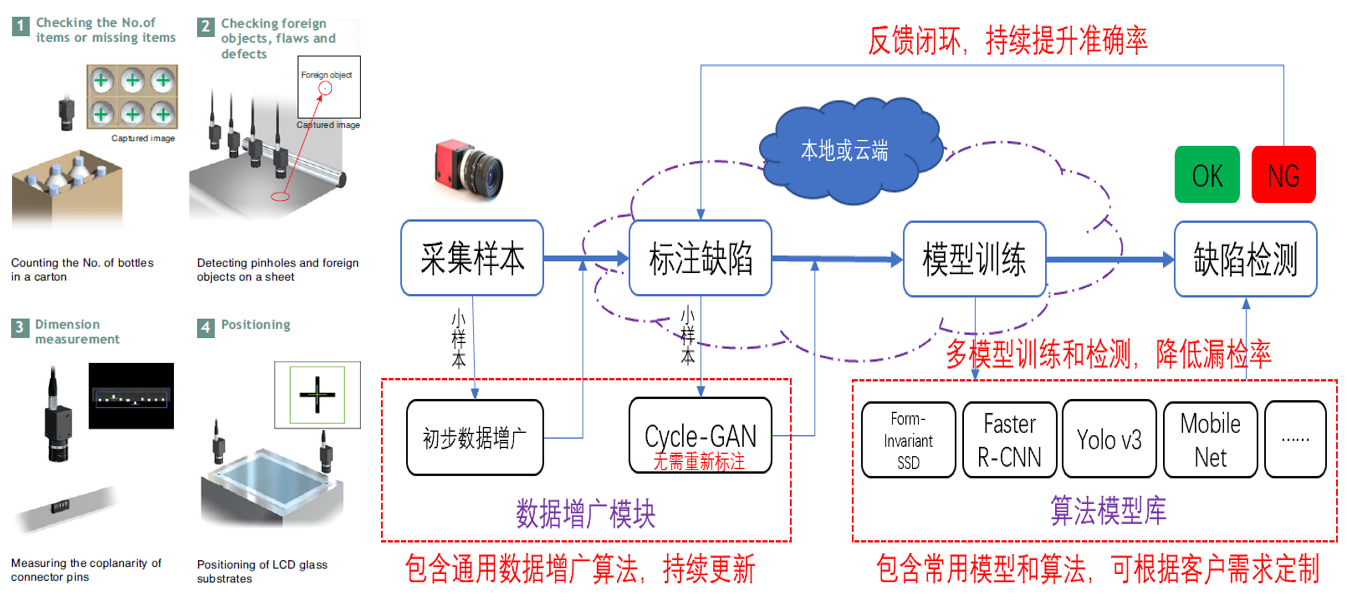 1
Checking the No.of
items or missing items
Captured image
Counting the No. of bottles
in a carton
2
Checking foreign
objects, flaws and
defects
Foreign object
Captured image
Detecting pinholes and foreign
objects on a sheet
3
Dimension
measurement
Measuring the coplanarity of
connector pins
4
Positioning
Positioning of LCD glass
substrates
反馈闭环，持续提升准确率
本地或云端
OK
NG
采集样本
标注缺陷
模型训练
缺陷检测
小样本
小样本
多模型训练和检测，降低漏检率
初步数据增广
Cycle-GAN
无需重新标注
数据增广模块
包含通用数据增广算法，持续更新
Form-
Invariant
SSD
Faster
R-CNN
Yolo v3
Mobile
Net
……
算法模型库
包含常用模型和算法，可根据客户需求定制